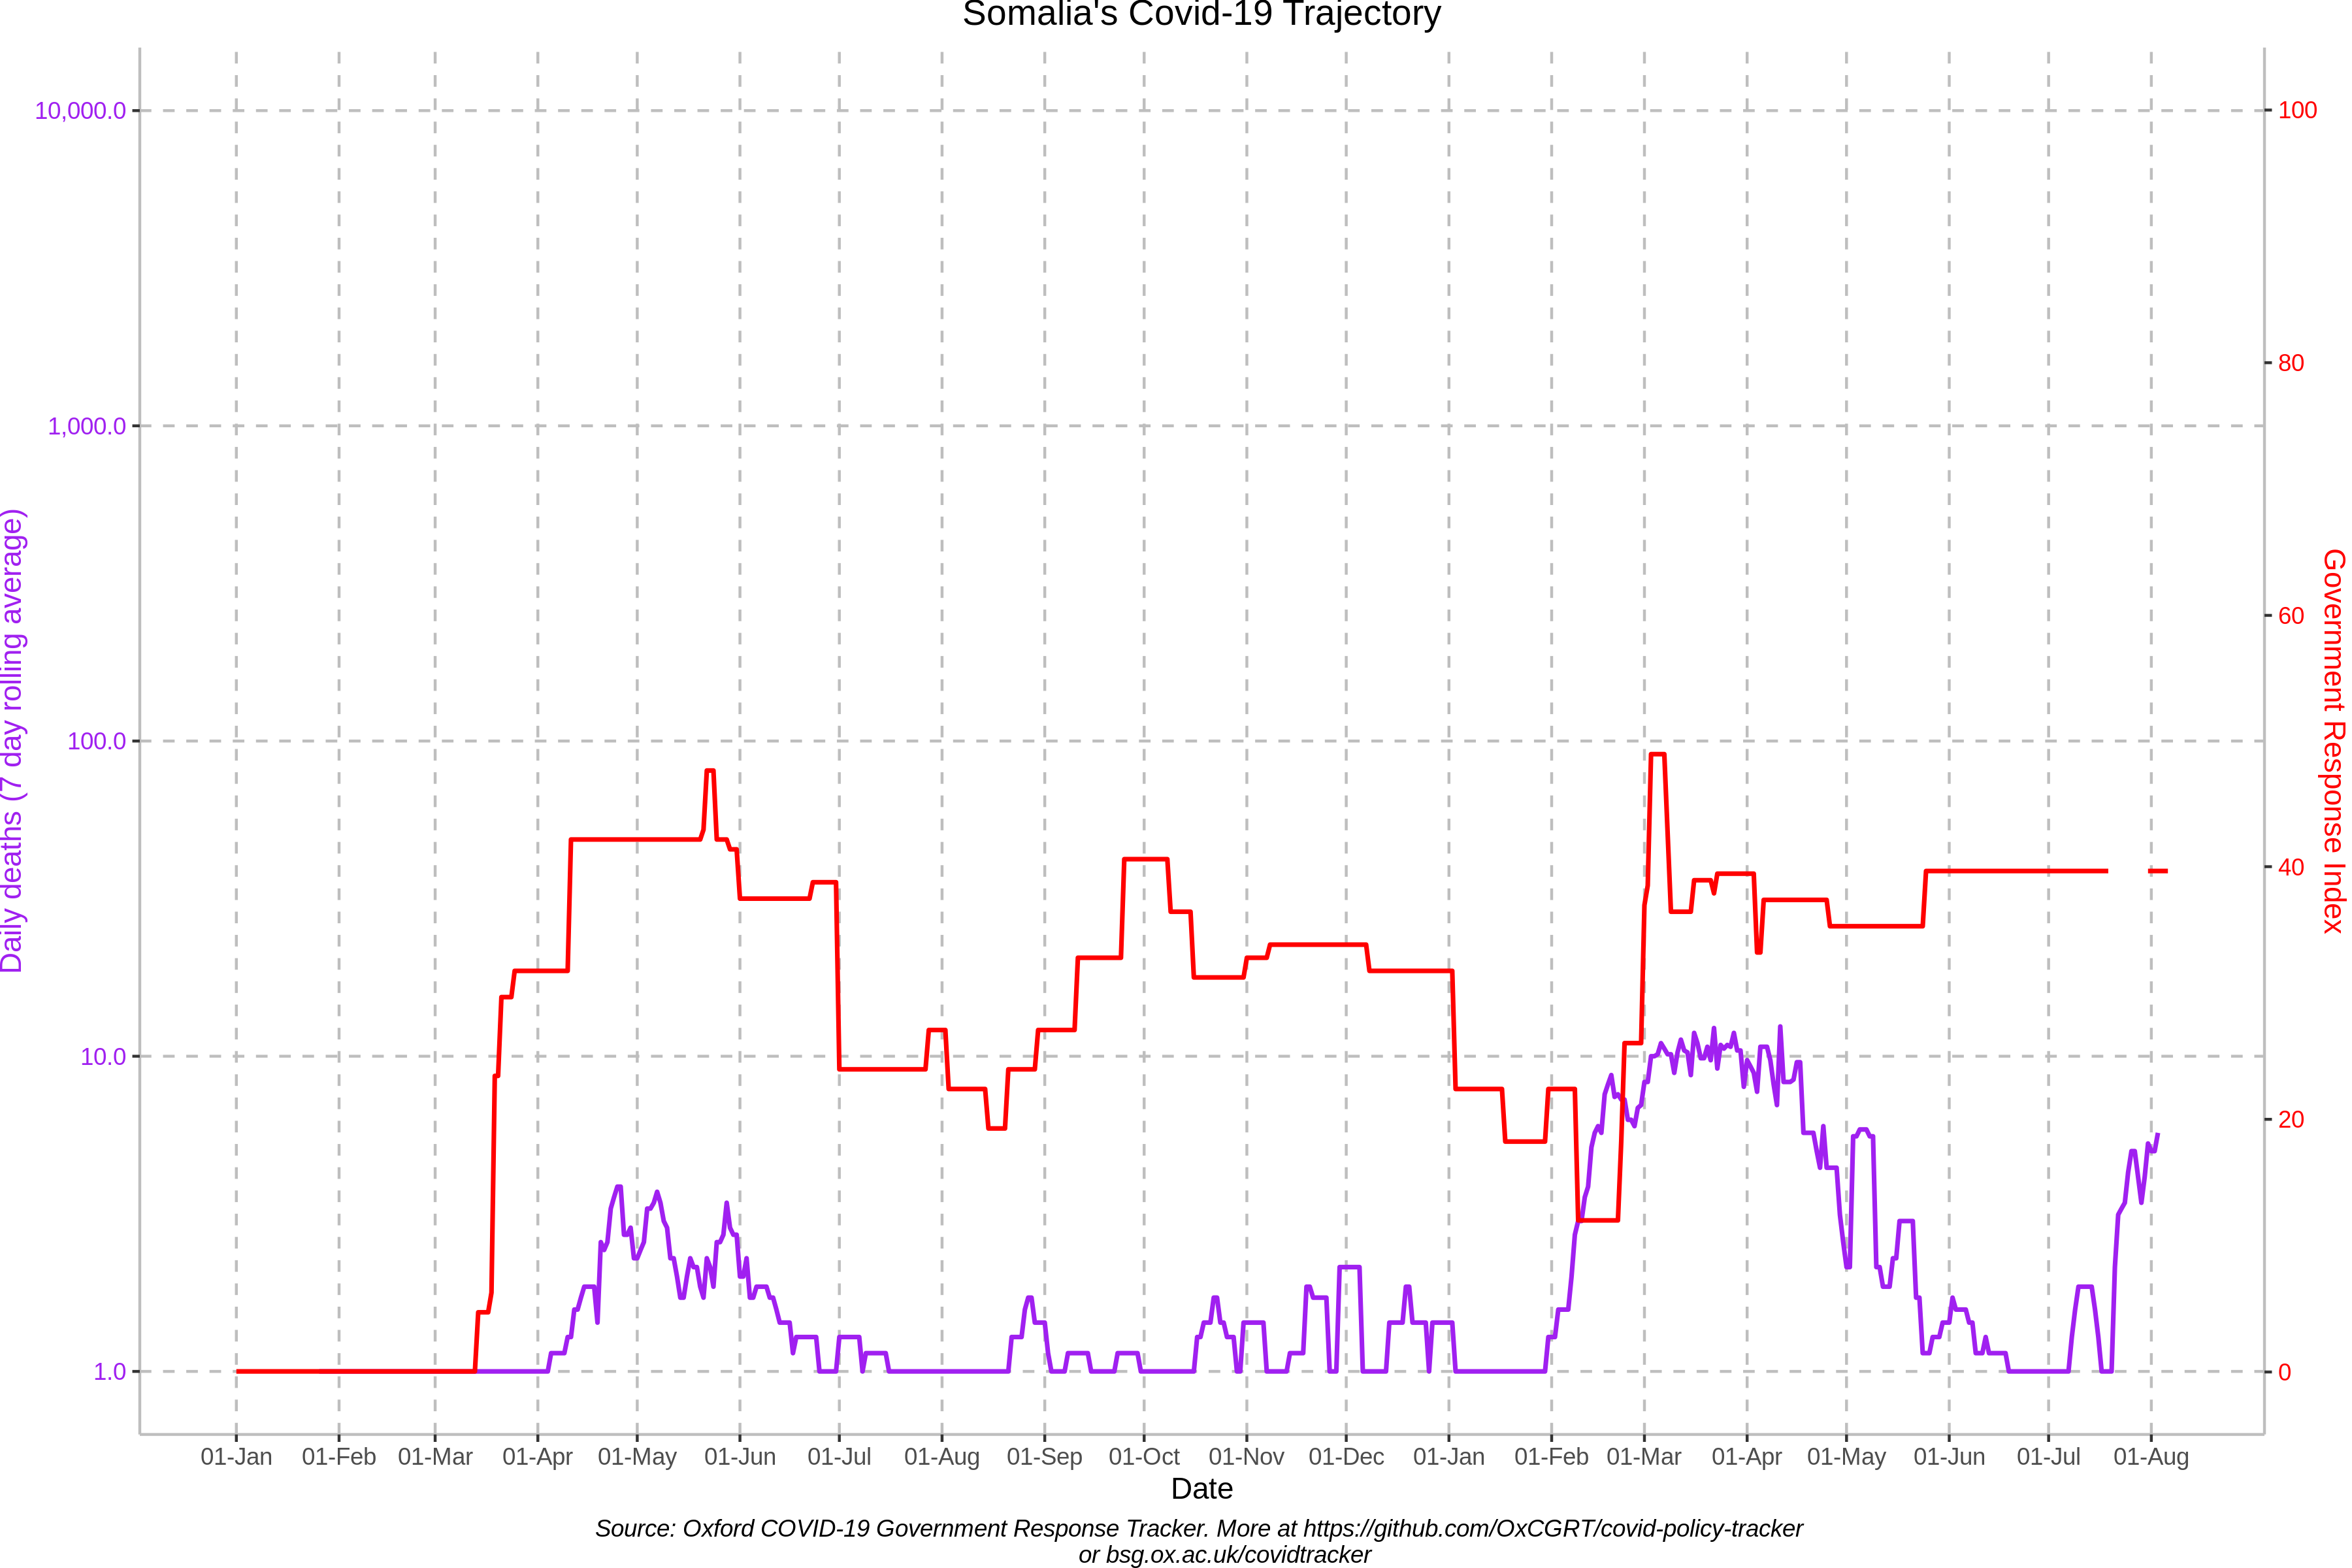 Somalia's Covid-19 Trajectory
10,000.0
1,000.0
100.0
10.0
1.0
Daily deaths (7 day rolling average)
100
80
60
40
20
0
Government Response Index
01-Jan 01-Feb 01-Mar 01-Apr 01-May 01-Jun 01-Jul 01-Aug 01-Sep 01-Oct 01-Nov 01-Dec 01-Jan 01-Feb 01-Mar 01-Apr 01-May 01-Jun 01-Jul 01-Aug
Date
Source: Oxford COVID-19 Government Response Tracker. More at https://github.com/OxCGRT/covid-policy-tracker
or bsg.ox.ac.uk/covidtracker